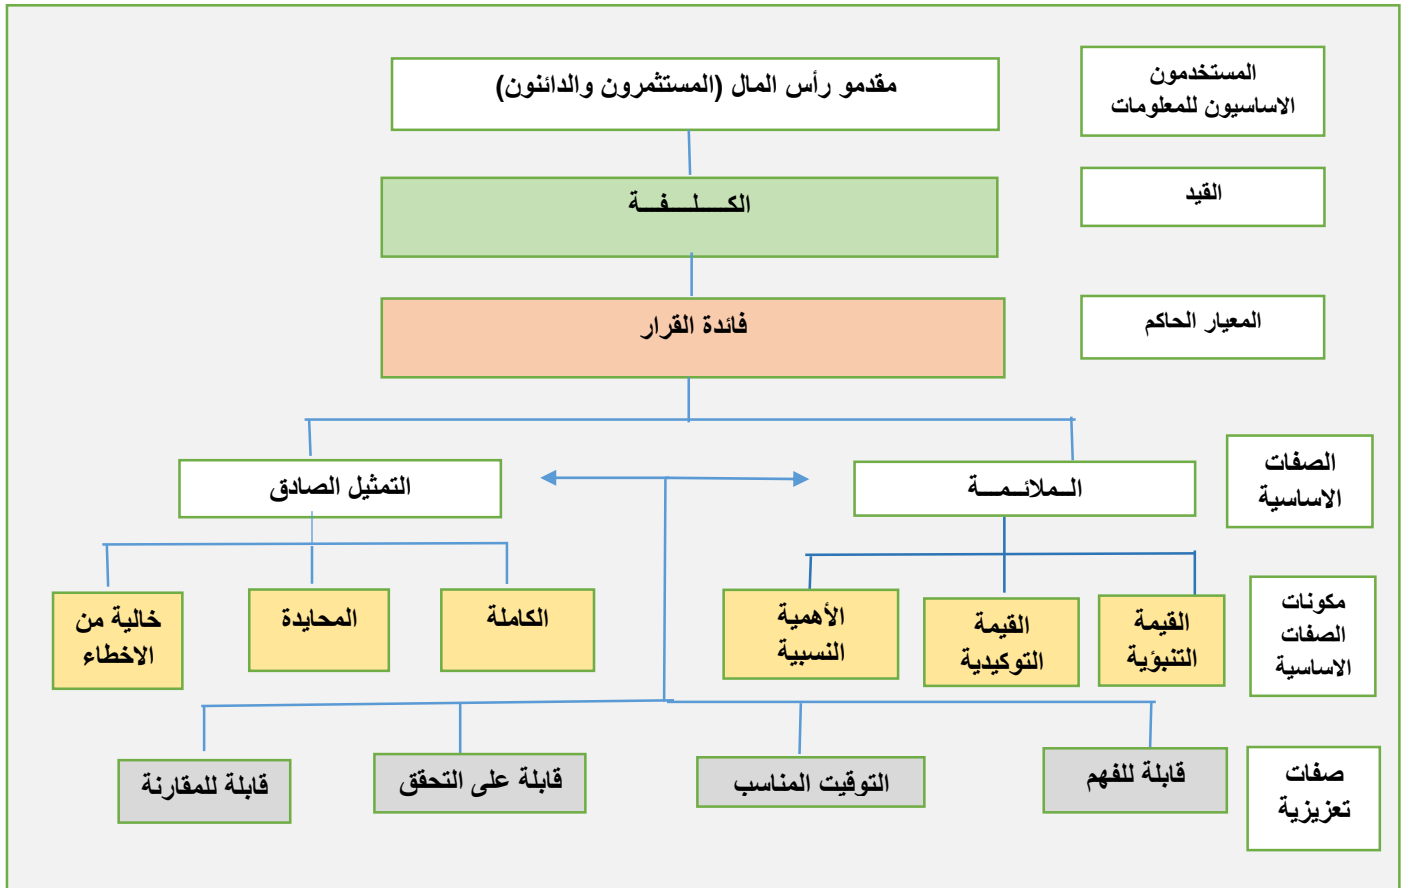 المستخدمون
الاساسيون للمعلومات
مقدمو رأس المال (المستثمرون والدائنون)
القيد
الكـــــلـــــفـــة
المعيار الحاكم
فائدة القرار
الصفات
الاساسية
الــملائــمـــة
التمثيل الصادق
مكونات
الصفات
الاساسية
القيمة
التنبؤية
القيمة
التوكيدية
الأهمية
النسبية
الكاملة
المحايدة
خالية من
الاخطاء
صفات
تعزيزية
قابلة للفهم
التوقيت المناسب
قابلة على التحقق
قابلة للمقارنة